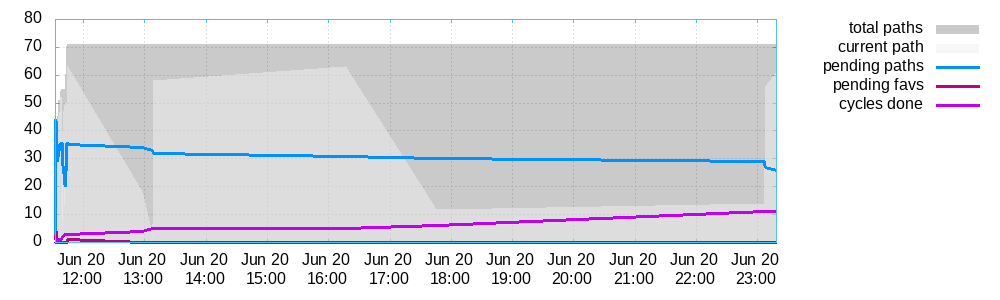 80
70
60
50
40
30
20
10
0
Jun 20 Jun 20 Jun 20 Jun 20 Jun 20 Jun 20 Jun 20 Jun 20 Jun 20 Jun 20 Jun 20 Jun 20
12:00 13:00 14:00 15:00 16:00 17:00 18:00 19:00 20:00 21:00 22:00 23:00
total paths
current path
pending paths
pending favs
cycles done